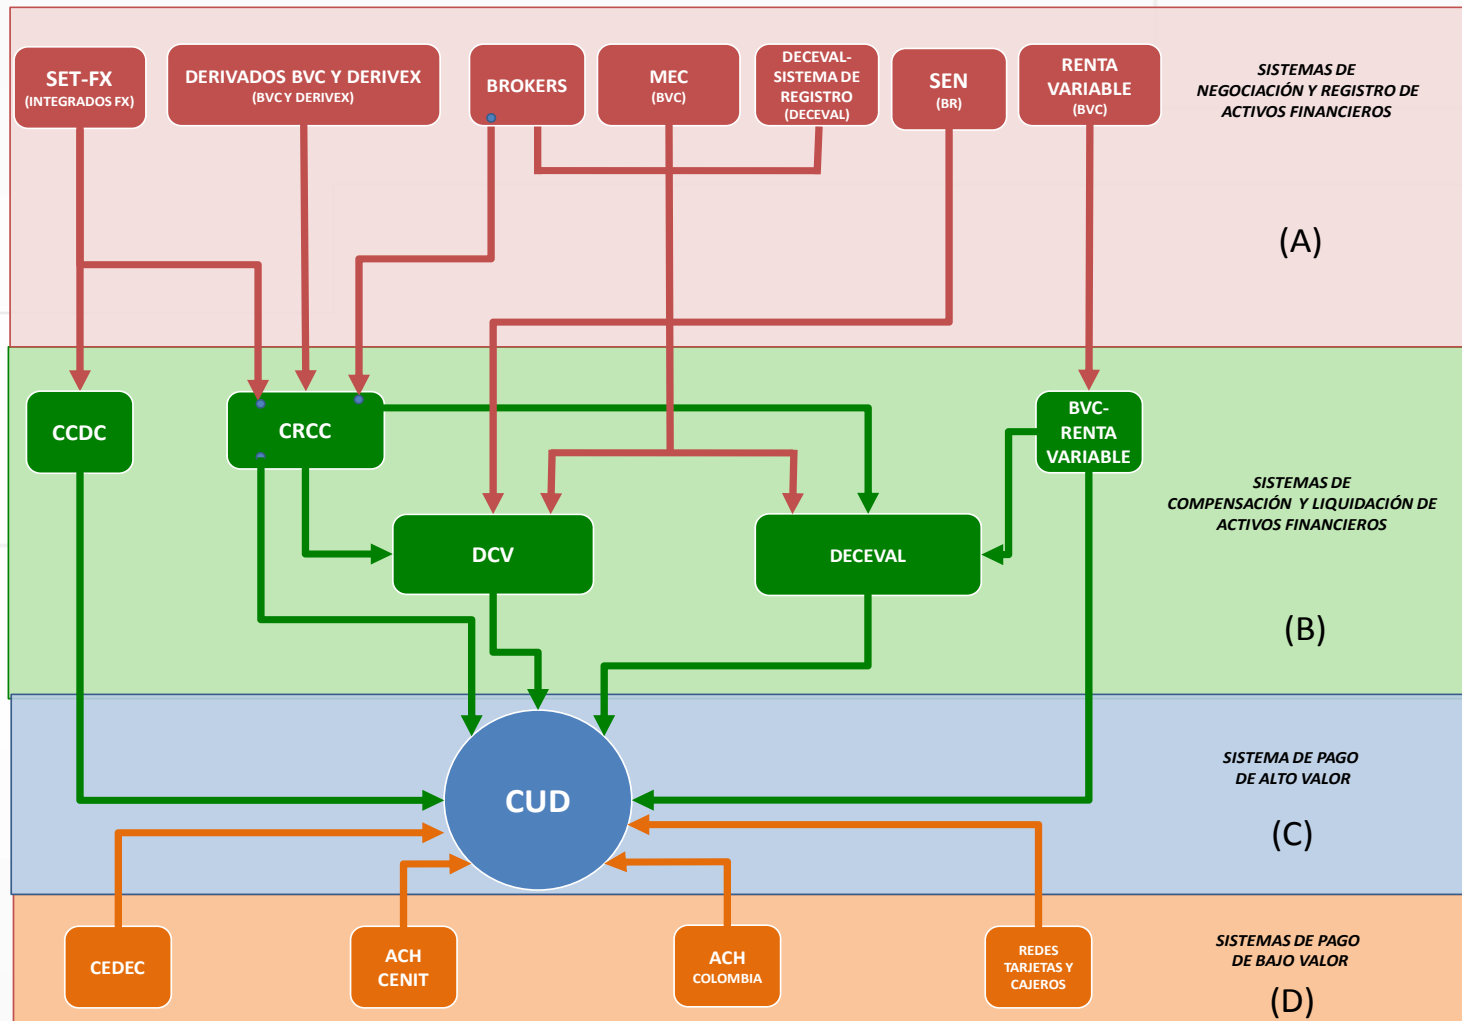 SET-FX
(INTEGRADOS FX)
DERIVADOS BVC Y DERIVEX
(BVC Y DERIVEX)
BROKERS
MEC
(BVC)
DECEVAL-
SISTEMA DE
REGISTRO
(DECEVAL)
SEN
(BR)
RENTA
VARIABLE
(BVC)
SISTEMAS DE
NEGOCIACIÓN Y REGISTRO DE
ACTIVOS FINANCIEROS
(A)
CCDC
CRCC
BVC-
RENTA
VARIABLE
DCV
DECEVAL
SISTEMAS DE
COMPENSACIÓN Y LIQUIDACIÓN DE
ACTIVOS FINANCIEROS
(B)
CUD
SISTEMA DE PAGO
DE ALTO VALOR
(C)
CEDEC
ACH
CENIT
ACH
COLOMBIA
REDES
TARJETAS Y
CAJEROS
SISTEMAS DE PAGO
DE BAJO VALOR
(D)